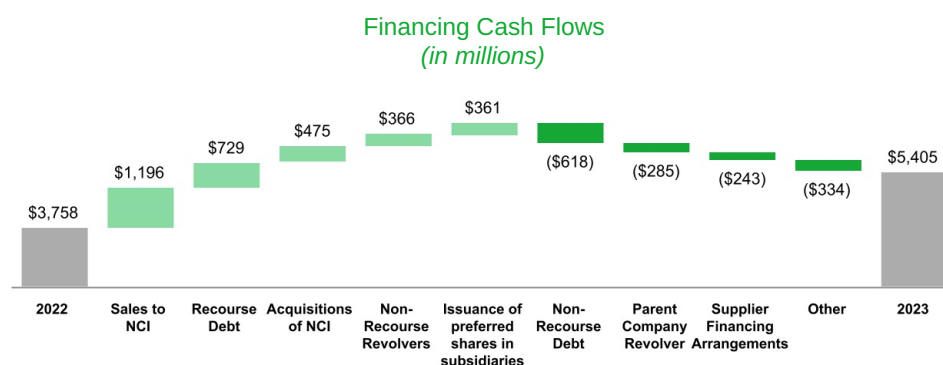 Financing Cash Flows
(in millions)
$3,758
$1,196
$729
$475
$366
$361
($618)
($285)
($243)
($334)
$5,405
2022
Sales to
NCI
Recourse
Debt
Acquisitions
of NCI
Non-
Recourse
Revolvers
Issuance of
preferred
shares in
subsidiaries
Non-
Recourse
Debt
Parent
Company
Revolver
Supplier
Financing
Arrangements
Other
2023